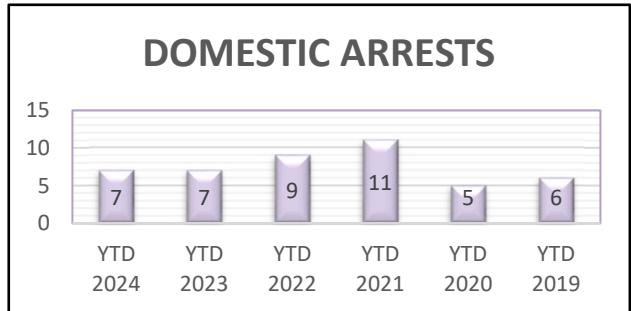 DOMESTIC ARRESTS
15
10
5
0
7
7
9
11
5
6
YTD 2024
YTD 2023
YTD 2022
YTD 2021
YTD 2020
YTD 2019